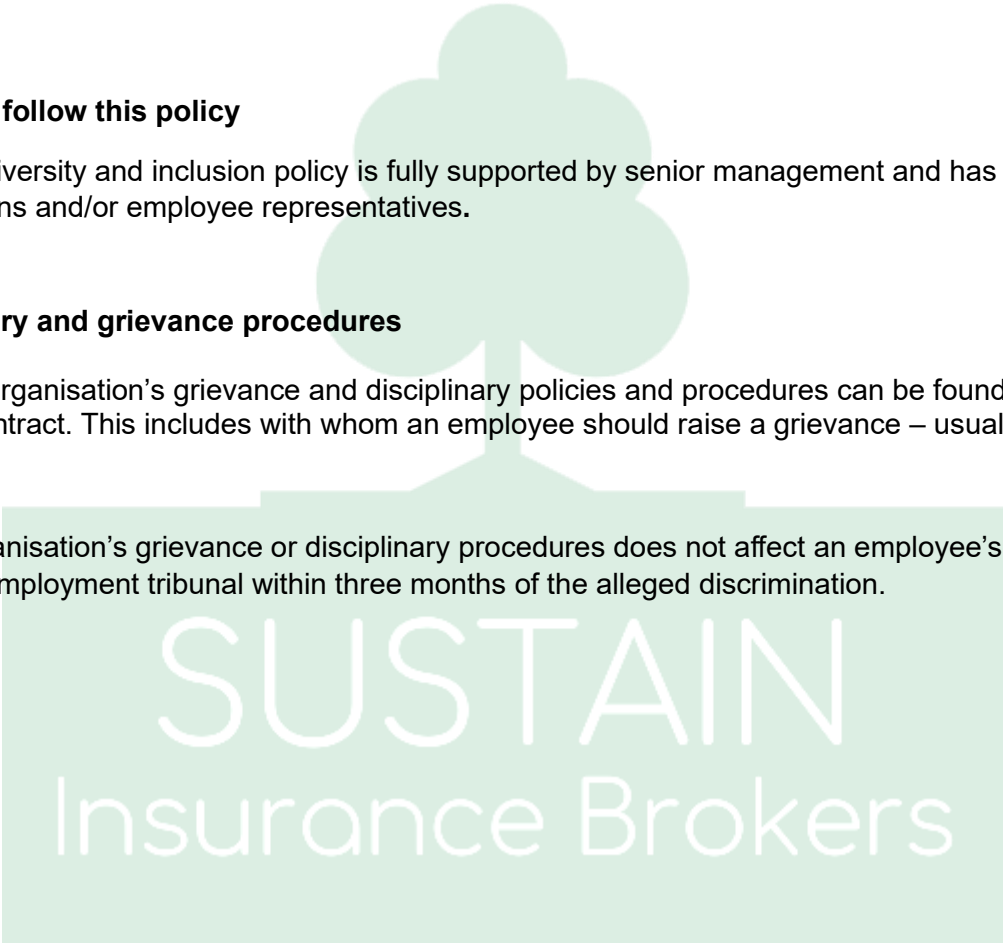 follow this policy
iversity and inclusion policy is fully supported by senior management and has
ns and/or employee representatives.
ry and grievance procedures
rganisation’s grievance and disciplinary policies and procedures can be found
ntract. This includes with whom an employee should raise a grievance – usual
anisation’s grievance or disciplinary procedures does not affect an employee’s
mployment tribunal within three months of the alleged discrimination.
SUSTAIN
Insurance Brokers